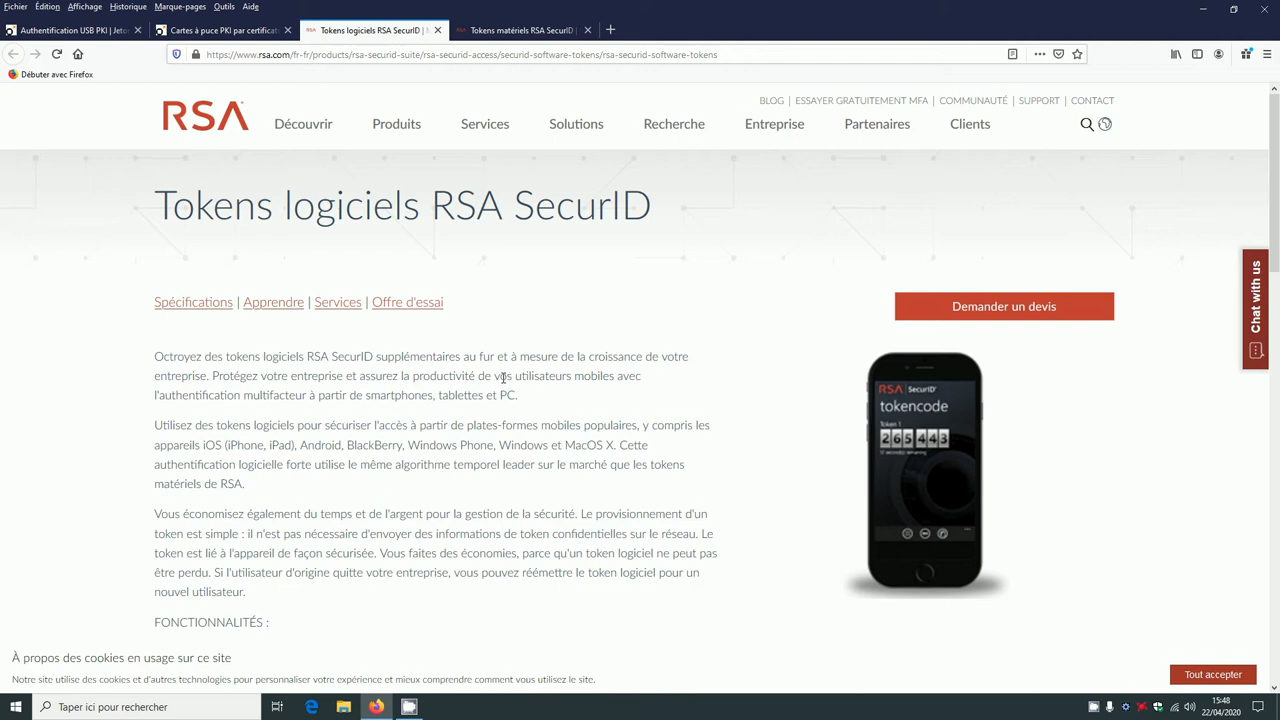 Fichier Édition Affichage Historique Marque-pages Outils Aide
Authentification USB PKI | Jeton
Cartes à puce PKI par certificat
RSA Tokens logiciels RSA SecurID |
RSA Tokens matériels RSA SecurID |
https://www.rsa.com/fr-fr/products/rsa-securid-suite/rsa-securid-access/securid-software-tokens/rsa-securid-software-tokens
Débuter avec Firefox
BLOG | ESSAYER GRATUITEMENT MFA | COMMUNAUTÉ | SUPPORT | CONTACT
RSA
Découvrir Produits Services Solutions Recherche Entreprise Partenaires Clients
Tokens logiciels RSA SecurID
Chat with us
Spécifications | Apprendre | Services | Offre d'essai
Demander un devis
Octroyez des tokens logiciels RSA SecurID supplémentaires au fur et à mesure de la croissance de votre
entreprise. Protégez votre entreprise et assurez la productivité de vos utilisateurs mobiles avec
l'authentification multifacteur à partir de smartphones, tablettes et PC.
Utilisez des tokens logiciels pour sécuriser l'accès à partir de plates-formes mobiles populaires, y compris les
appareils iOS (iPhone, iPad), Android, BlackBerry, Windows Phone, Windows et MacOS X. Cette
authentification logicielle forte utilise le même algorithme temporel leader sur le marché que les tokens
matériels de RSA.
Vous économisez également du temps et de l'argent pour la gestion de la sécurité. Le provisionnement d'un
token est simple : il n'est pas nécessaire d'envoyer des informations de token confidentielles sur le réseau. Le
token est lié à l'appareil de façon sécurisée. Vous faites des économies, parce qu'un token logiciel ne peut pas
être perdu. Si l'utilisateur d'origine quitte votre entreprise, vous pouvez réémettre le token logiciel pour un
nouvel utilisateur.
FONCTIONNALITÉS :
RSA SecurID
tokencode
Token 1
265 443
seconds remaining
À propos des cookies en usage sur ce site
Notre site utilise des cookies et d'autres technologies pour personnaliser votre expérience et mieux comprendre comment vous utilisez le site.
Tout accepter
Taper ici pour rechercher
15:48
22/04/2020